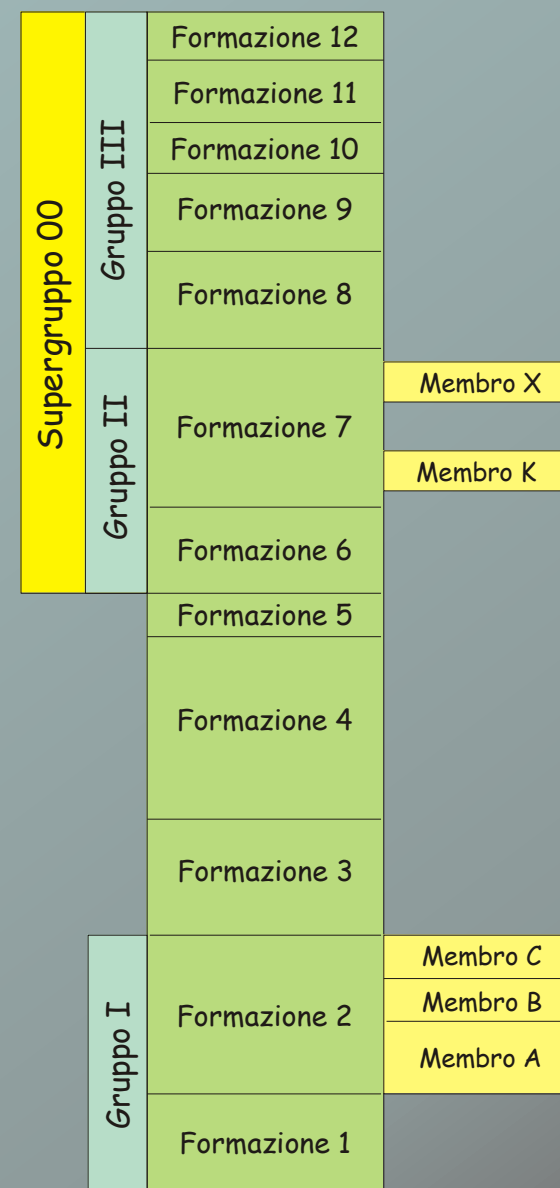 Supergruppo 00
Gruppo III
Gruppo II
Gruppo I
Formazione 12
Formazione 11
Formazione 10
Formazione 9
Formazione 8
Formazione 7
Formazione 6
Formazione 5
Formazione 4
Formazione 3
Formazione 2
Formazione 1
Membro X
Membro K
Membro C
Membro B
Membro A